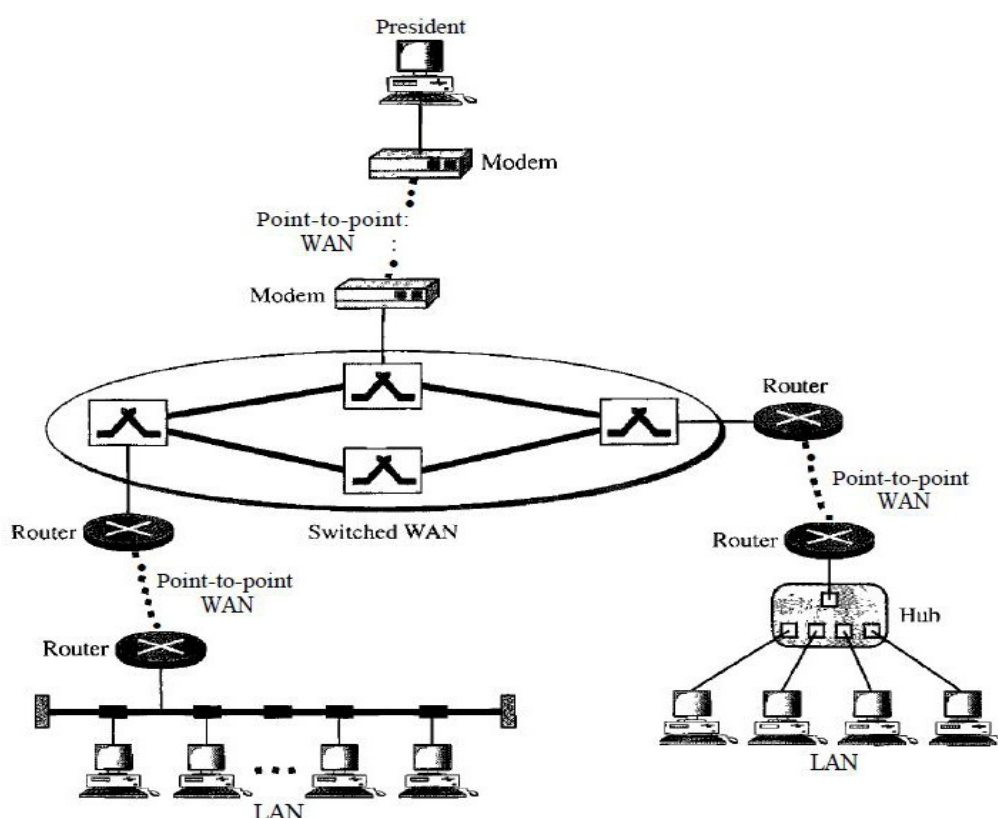 President
Modem
Point-to-point:
WAN
Modem
Router
Point-to-point
WAN
Router
Switched WAN
Router
Point-to-point
WAN
Hub
Router
LAN
LAN